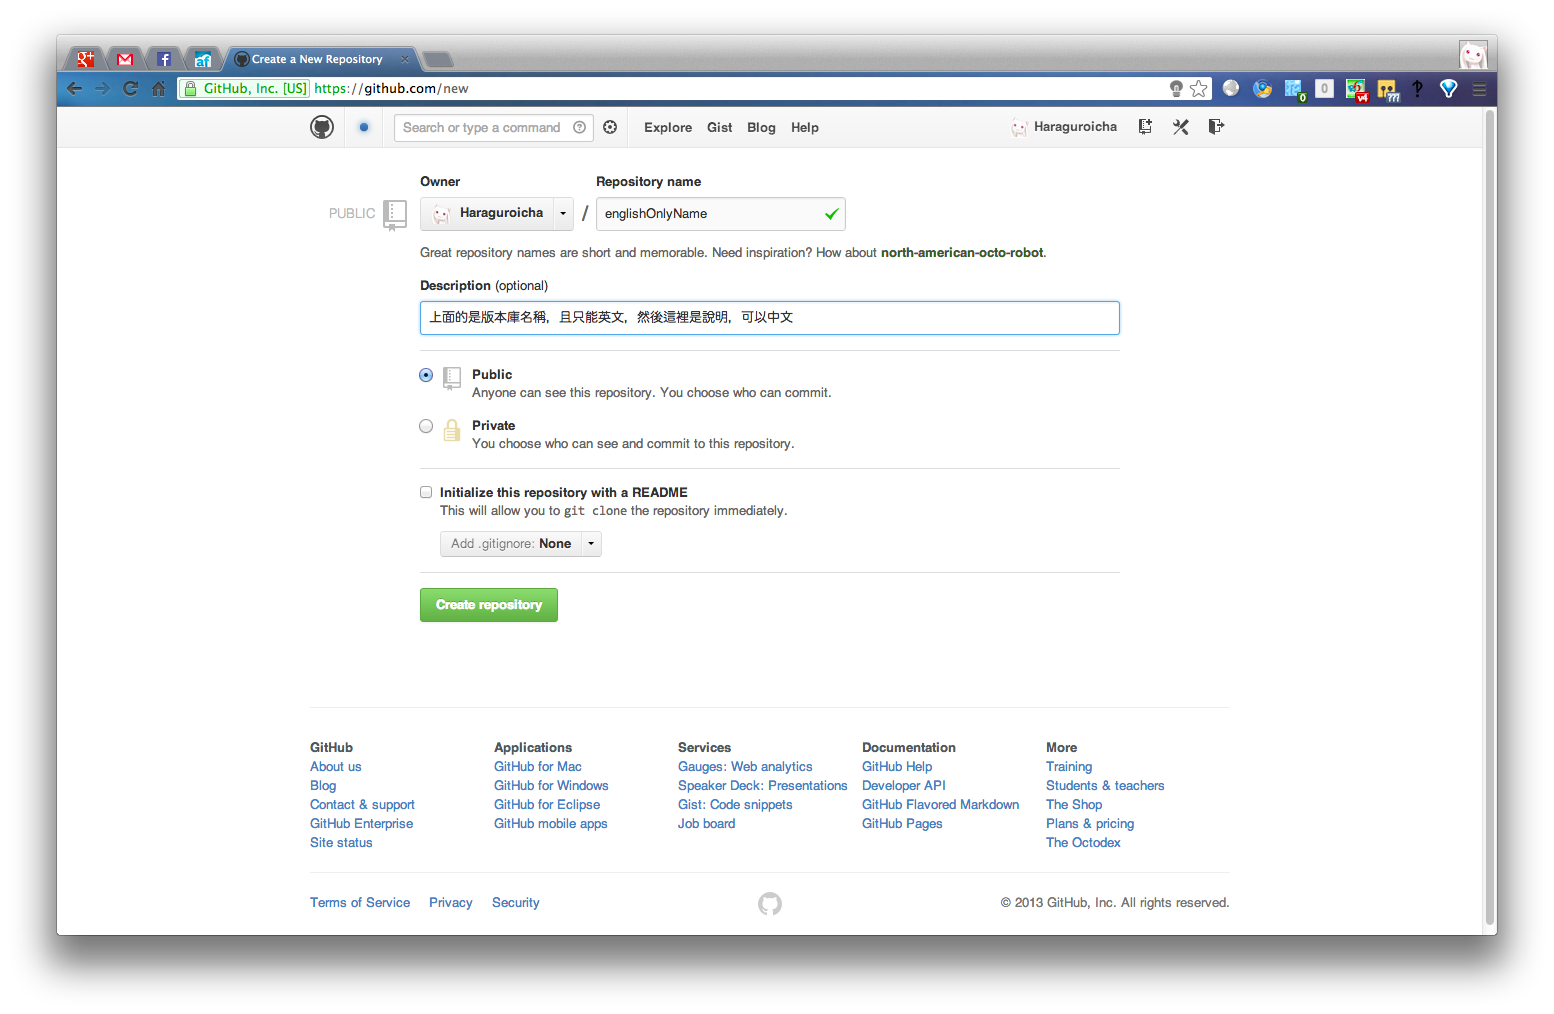 Create a New Repository
GitHub, Inc. [US] https://github.com/new
0 0 v4 ???
Search or type a command
Explore Gist Blog Help
Haraguroicha
Owner
Repository name
PUBLIC
Haraguroicha / englishOnlyName
Great repository names are short and memorable. Need inspiration? How about north-american-octo-robot.
Description (optional)
上面的是版本庫名稱，且只能英文，然後這裡是說明，可以中文
Public
Anyone can see this repository. You choose who can commit.
Private
You choose who can see and commit to this repository.
Initialize this repository with a README
This will allow you to git clone the repository immediately.
Add .gitignore: None
Create repository
GitHub
About us
Blog
Contact & support
GitHub Enterprise
Site status
Applications
GitHub for Mac
GitHub for Windows
GitHub for Eclipse
GitHub mobile apps
Services
Gauges: Web analytics
Speaker Deck: Presentations
Gist: Code snippets
Job board
Documentation
GitHub Help
Developer API
GitHub Flavored Markdown
GitHub Pages
More
Training
Students & teachers
The Shop
Plans & pricing
The Octodex
Terms of Service Privacy Security
© 2013 GitHub, Inc. All rights reserved.